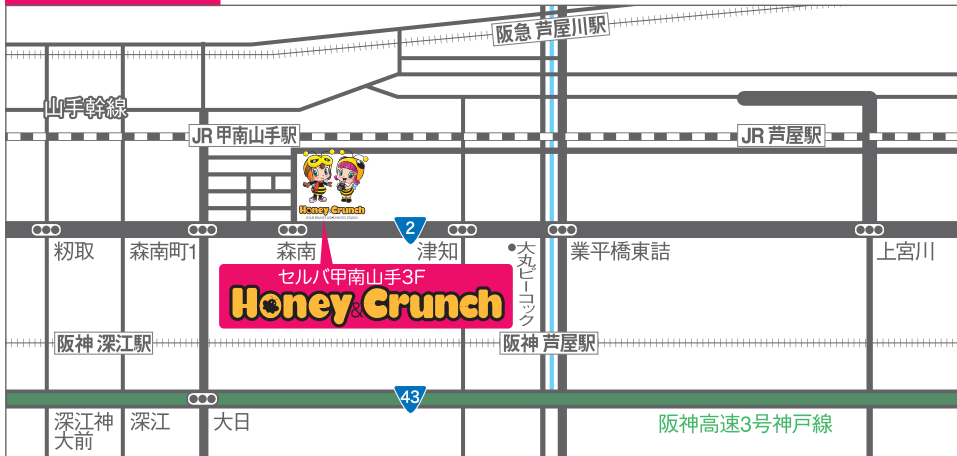 阪急 芦屋川駅
山手幹線
JR 甲南山手駅
JR 芦屋駅
Honey&Crunch
2
籾取
森南町1
森南
津知
大丸ピーコック
業平橋東詰
上宮川
セルバ甲南山手3F
Honey&Crunch
阪神 深江駅
阪神 芦屋駅
43
深江神
大前
深江
大日
阪神高速3号神戸線